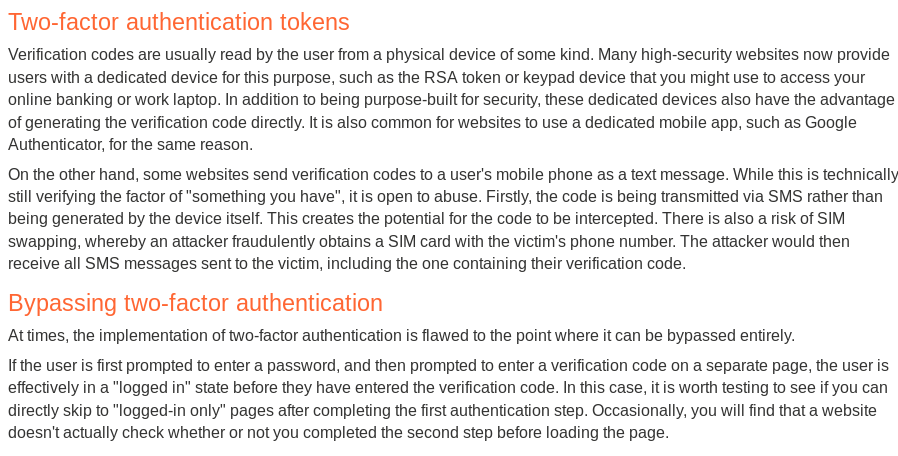 Two-factor authentication tokens
Verification codes are usually read by the user from a physical device of some kind. Many high-security websites now provide
users with a dedicated device for this purpose, such as the RSA token or keypad device that you might use to access your
online banking or work laptop. In addition to being purpose-built for security, these dedicated devices also have the advantage
of generating the verification code directly. It is also common for websites to use a dedicated mobile app, such as Google
Authenticator, for the same reason.
On the other hand, some websites send verification codes to a user's mobile phone as a text message. While this is technically
still verifying the factor of "something you have", it is open to abuse. Firstly, the code is being transmitted via SMS rather than
being generated by the device itself. This creates the potential for the code to be intercepted. There is also a risk of SIM
swapping, whereby an attacker fraudulently obtains a SIM card with the victim's phone number. The attacker would then
receive all SMS messages sent to the victim, including the one containing their verification code.
Bypassing two-factor authentication
At times, the implementation of two-factor authentication is flawed to the point where it can be bypassed entirely.
If the user is first prompted to enter a password, and then prompted to enter a verification code on a separate page, the user is
effectively in a "logged in" state before they have entered the verification code. In this case, it is worth testing to see if you can
directly skip to "logged-in only" pages after completing the first authentication step. Occasionally, you will find that a website
doesn't actually check whether or not you completed the second step before loading the page.